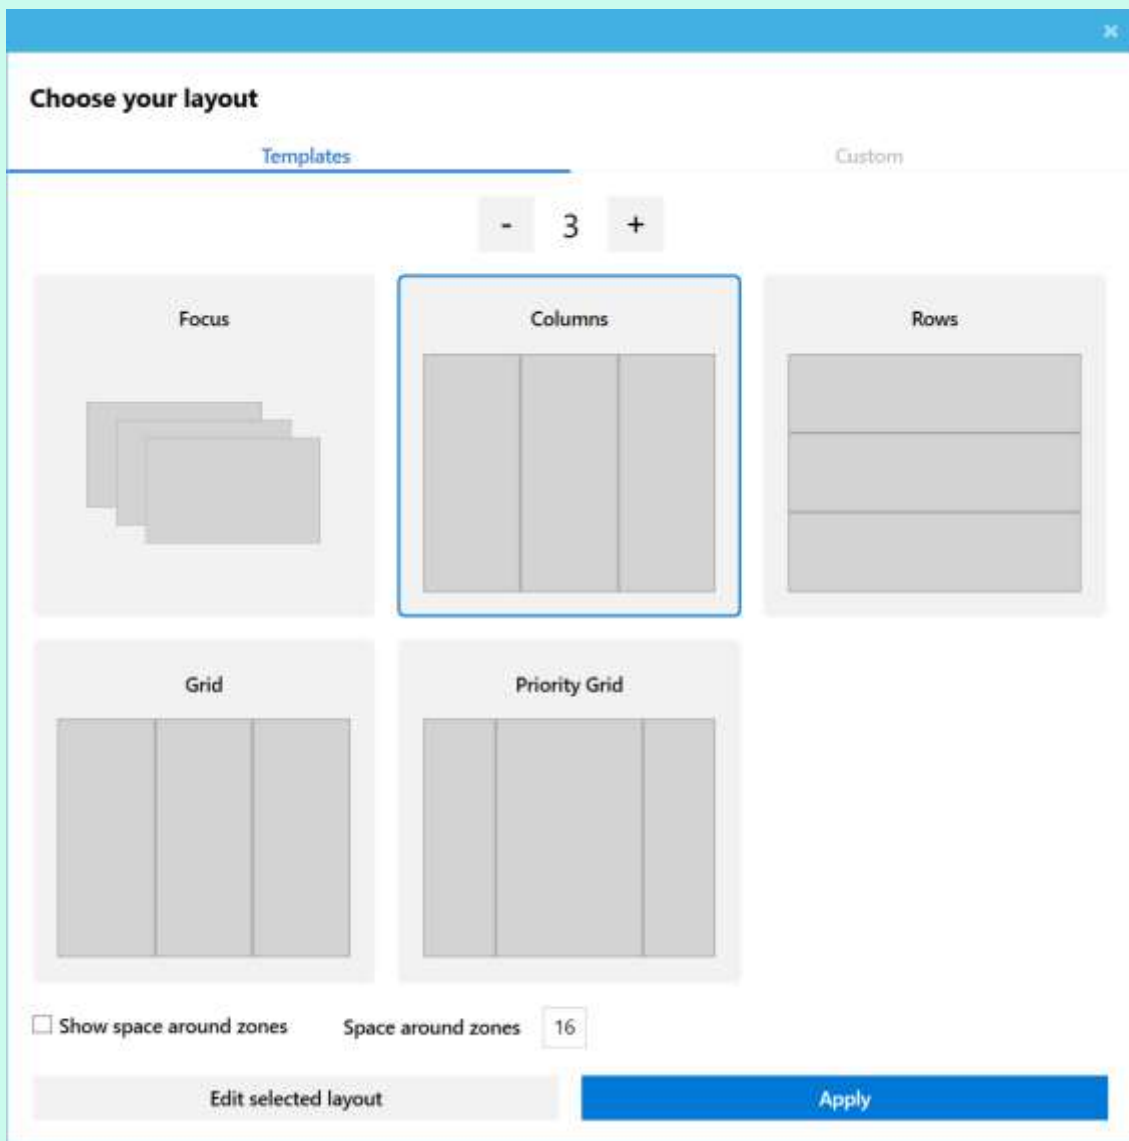 Choose your layout
Templates Custom
- 3 +
Focus Columns Rows
Grid Priority Grid
Show space around zones Space around zones 16
Edit selected layout Apply